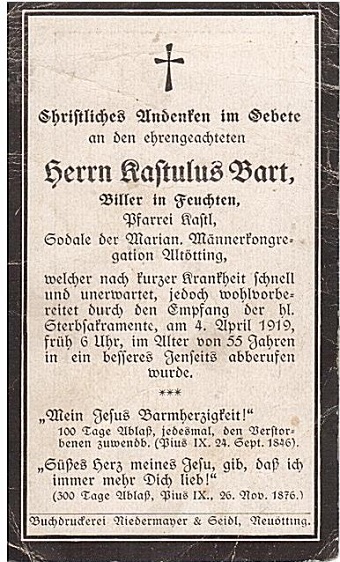 Christliches Andenken im Gebete
an den ehrengeachteten
Herrn Kastulus Bart,
Biller in Feuchten,
Pfarrei Kastl,
Sodale der Marian. Männerkongre-
gation Altötting,
welcher nach kurzer Krankheit schnell
und unerwartet, jedoch wohlvorbe-
reitet durch den Empfang der hl.
Sterbsakramente, am 4. April 1919,
früh 6 Uhr, im Alter von 55 Jahren
in ein besseres Jenseits abberufen
wurde.
***
„Mein Jesus Barmherzigkeit!"
100 Tage Ablaß, jedesmal, den Verstor-
benen zuwendb. (Pius IX. 24. Sept. 1846).
„Süßes Herz meines Jesu, gib, daß ich
immer mehr Dich lieb!"
(300 Tage Ablaß, Pius IX., 26. Nov. 1876.)
Buchdruckerei Niedermayer & Seidl, Neuötting.